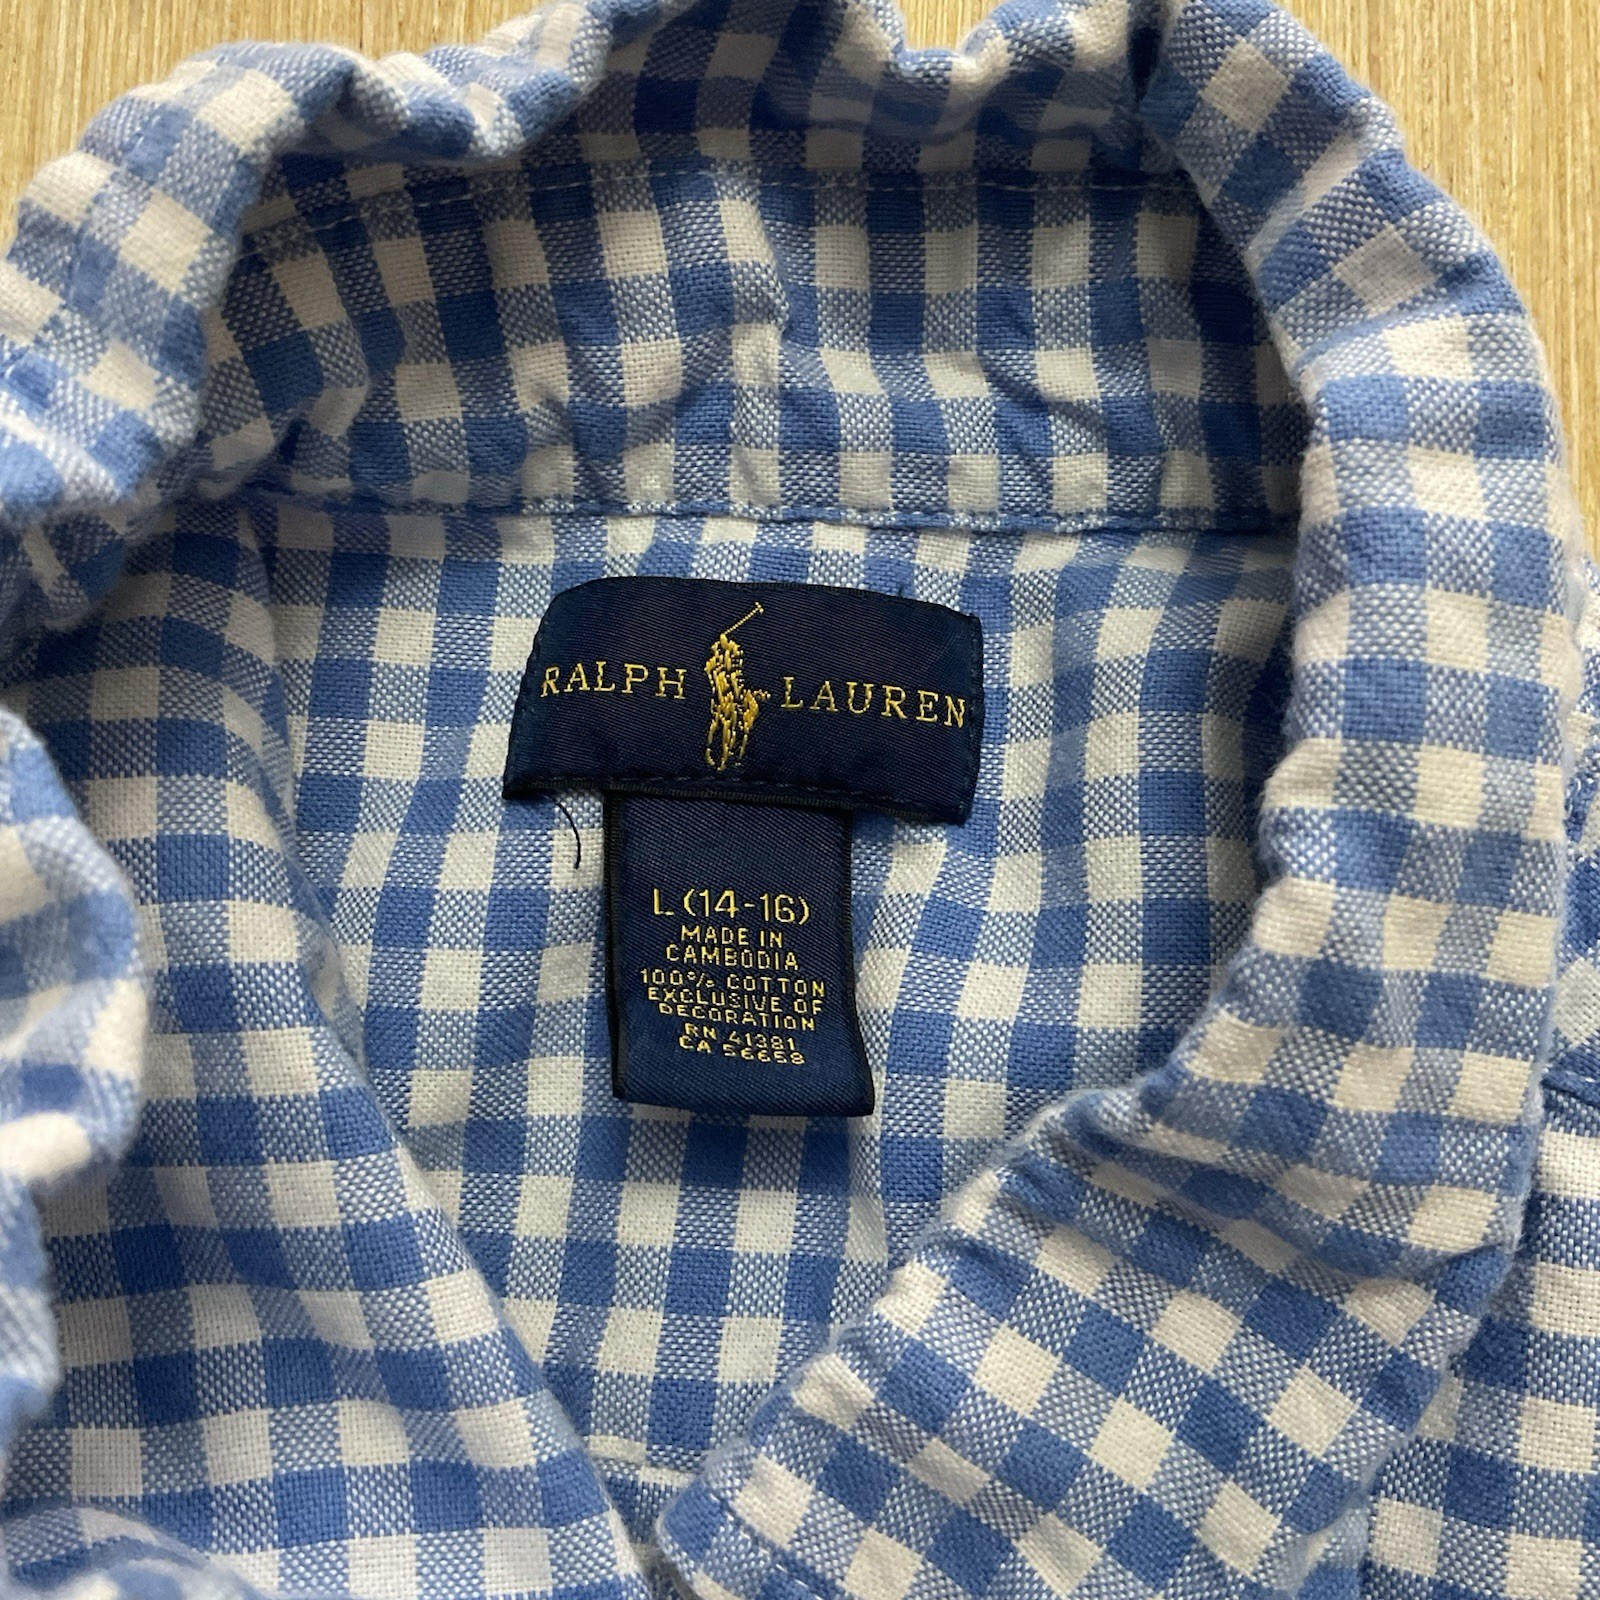 RALPH LAUREN
L (14-16)
MADE IN
CAMBODIA
100% COTTON
EXCLUSIVE OF
DECORATION
RN 41381
CA 56658